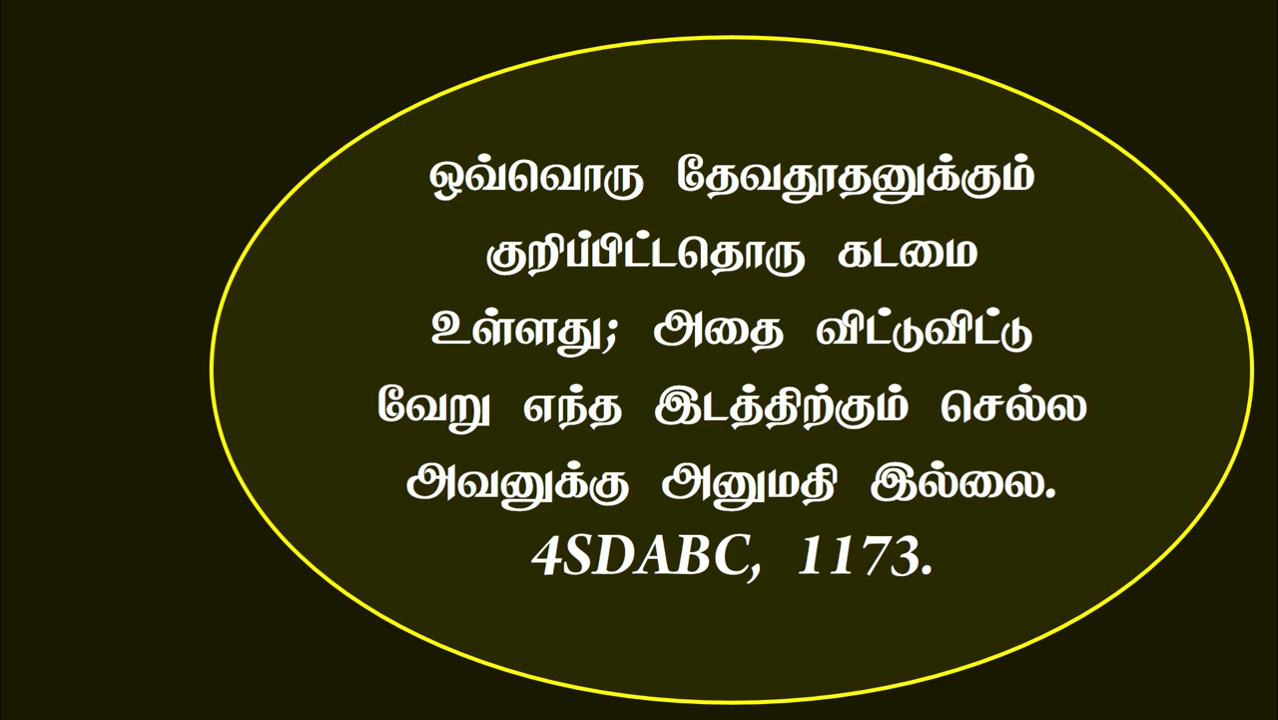 ஒவ்வொரு தேவதூதனுக்கும்
குறிப்பிட்டதொரு கடமை
உள்ளது; அதை விட்டுவிட்டு
வேறு எந்த இடத்திற்கும் செல்ல
அவனுக்கு அனுமதி இல்லை.
4SDABC, 1173.